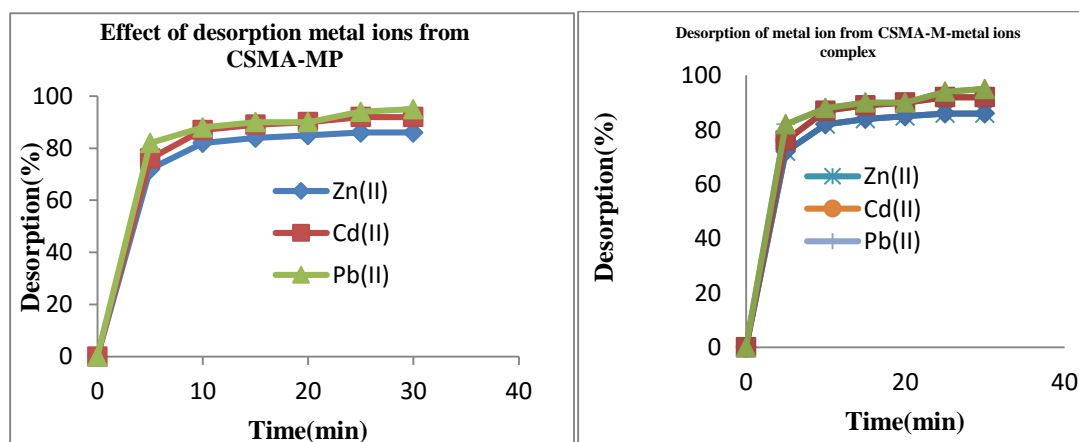 Effect of desorption metal ions from
CSMA-MP
Desorption(%)
100
80
60
40
20
0
Zn(II)
Cd(II)
Pb(II)
0 10 20 30 40
Time(min)
Desorption of metal ion from CSMA-M-metal ions
complex
Desorption(%)
100
80
60
40
20
0
Zn(II)
Cd(II)
Pb(II)
0 20 40
Time(min)